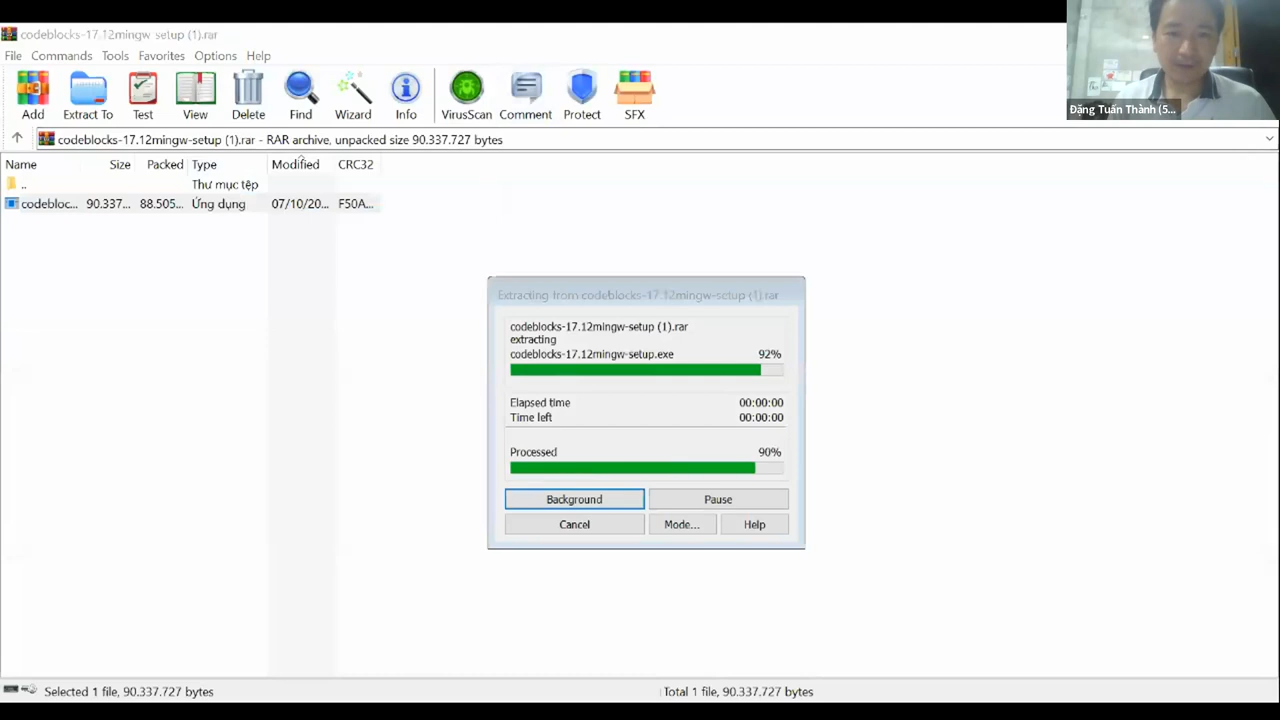 codeblocks-17.12mingw-setup (1).rar
File Commands Tools Favorites Options Help
Add Extract To Test View Delete Find Wizard Info VirusScan Comment Protect SFX
Đặng Tuấn Thành (5...
codeblocks-17.12mingw-setup (1).rar - RAR archive, unpacked size 90.337.727 bytes
Name Size Packed Type Modified CRC32
.. Thư mục tệp
codebloc... 90.337... 88.505... Ứng dụng 07/10/20... F50A...
Extracting from codeblocks-17.12mingw-setup (1).rar
codeblocks-17.12mingw-setup (1).rar
extracting
codeblocks-17.12mingw-setup.exe 92%
Elapsed time 00:00:00
Time left 00:00:00
Processed 90%
Background Pause
Cancel Mode... Help
Selected 1 file, 90.337.727 bytes Total 1 file, 90.337.727 bytes